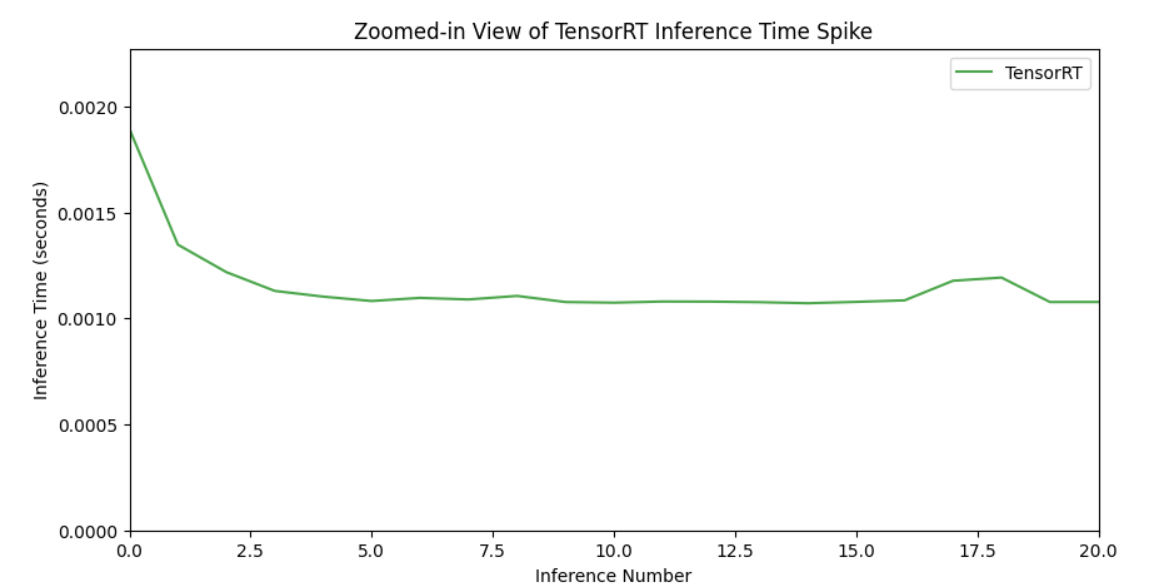 Zoomed-in View of TensorRT Inference Time Spike
TensorRT
Inference Time (seconds)
0.0020
0.0015
0.0010
0.0005
0.0000
0.0 2.5 5.0 7.5 10.0 12.5 15.0 17.5 20.0
Inference Number